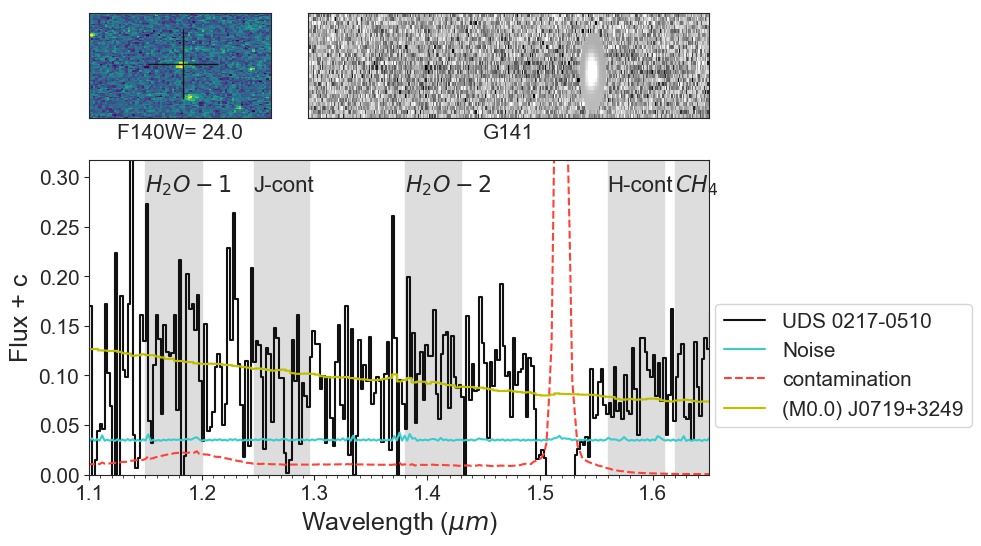 F140W= 24.0
G141
H₂O − 1
J-cont
H₂O − 2
H-cont
CH₄
0.30
0.25
0.20
0.15
0.10
0.05
0.00
Flux + c
1.1
1.2
1.3
1.4
1.5
1.6
Wavelength (μm)
UDS 0217-0510
Noise
contamination
(M0.0) J0719+3249